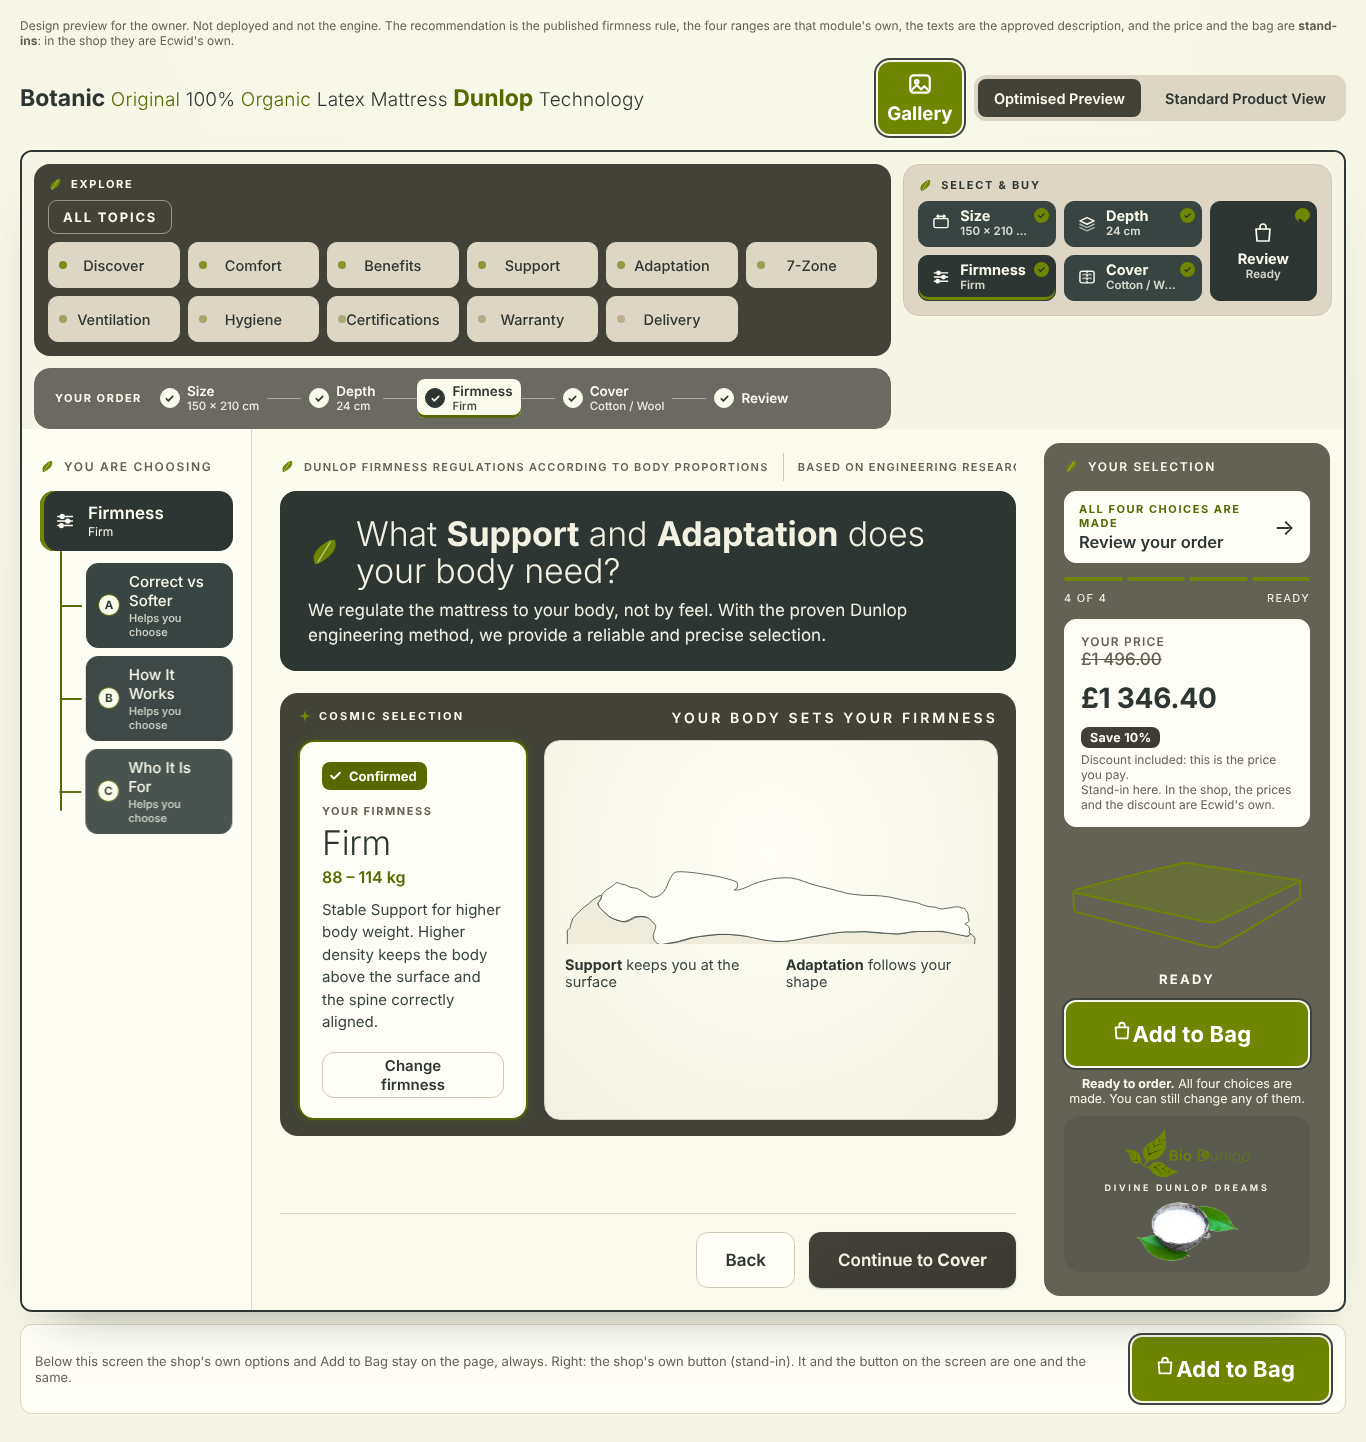 Design preview for the owner. Not deployed and not the engine. The recommendation is the published firmness rule, the four ranges are that module's own, the texts are the approved description, and the price and the bag are stand-
ins: in the shop they are Ecwid's own.
Botanic Original 100% Organic Latex Mattress Dunlop Technology
Gallery
Optimised Preview
Standard Product View
EXPLORE
ALL TOPICS
Discover
Comfort
Benefits
Support
Adaptation
7-Zone
Ventilation
Hygiene
Certifications
Warranty
Delivery
SELECT & BUY
Size
150 × 210 ...
Depth
24 cm
Firmness
Firm
Cover
Cotton / W...
Review
Ready
YOUR ORDER
Size
150 × 210 cm
Depth
24 cm
Firmness
Firm
Cover
Cotton / Wool
Review
YOU ARE CHOOSING
Firmness
Firm
A
Correct vs
Softer
Helps you
choose
B
How It
Works
Helps you
choose
C
Who It Is
For
Helps you
choose
DUNLOP FIRMNESS REGULATIONS ACCORDING TO BODY PROPORTIONS
BASED ON ENGINEERING RESEARC
What Support and Adaptation does
your body need?
We regulate the mattress to your body, not by feel. With the proven Dunlop
engineering method, we provide a reliable and precise selection.
COSMIC SELECTION
YOUR BODY SETS YOUR FIRMNESS
Confirmed
YOUR FIRMNESS
Firm
88 – 114 kg
Stable Support for higher
body weight. Higher
density keeps the body
above the surface and
the spine correctly
aligned.
Change
firmness
Support keeps you at the
surface
Adaptation follows your
shape
Back
Continue to Cover
YOUR SELECTION
ALL FOUR CHOICES ARE
MADE
Review your order
4 OF 4
READY
YOUR PRICE
£1 496.00
£1 346.40
Save 10%
Discount included: this is the price
you pay.
Stand-in here. In the shop, the prices
and the discount are Ecwid's own.
READY
Add to Bag
Ready to order. All four choices are
made. You can still change any of them.
Bio Dunlop
DIVINE DUNLOP DREAMS
Below this screen the shop's own options and Add to Bag stay on the page, always. Right: the shop's own button (stand-in). It and the button on the screen are one and the
same.
Add to Bag